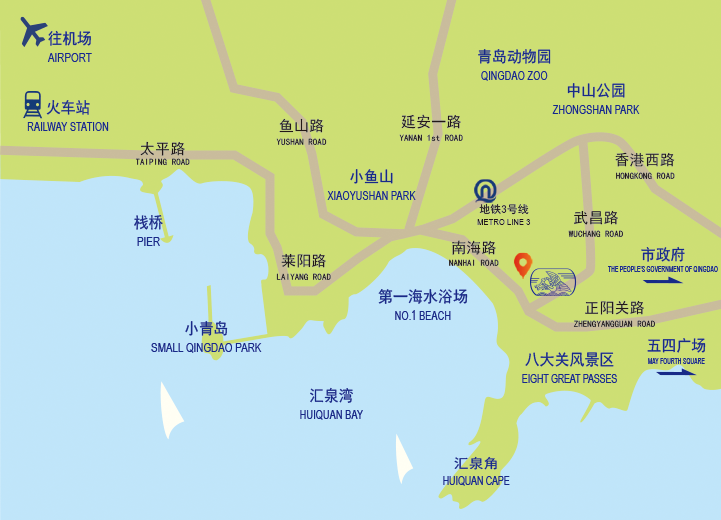 往机场
AIRPORT
火车站
RAILWAY STATION
青岛动物园
QINGDAO ZOO
中山公园
ZHONGSHAN PARK
太平路
TAIPING ROAD
鱼山路
YUSHAN ROAD
延安一路
YANAN 1st ROAD
香港西路
HONGKONG ROAD
小鱼山
XIAOYUSHAN PARK
地铁3号线
METRO LINE 3
武昌路
WUCHANG ROAD
栈桥
PIER
莱阳路
LAIYANG ROAD
南海路
NANHAI ROAD
市政府
THE PEOPLE'S GOVERNMENT OF QINGDAO
第一海水浴场
NO.1 BEACH
正阳关路
ZHENGYANGGUAN ROAD
小青岛
SMALL QINGDAO PARK
八大关风景区
EIGHT GREAT PASSES
五四广场
MAY FOURTH SQUARE
汇泉湾
HUIQUAN BAY
汇泉角
HUIQUAN CAPE